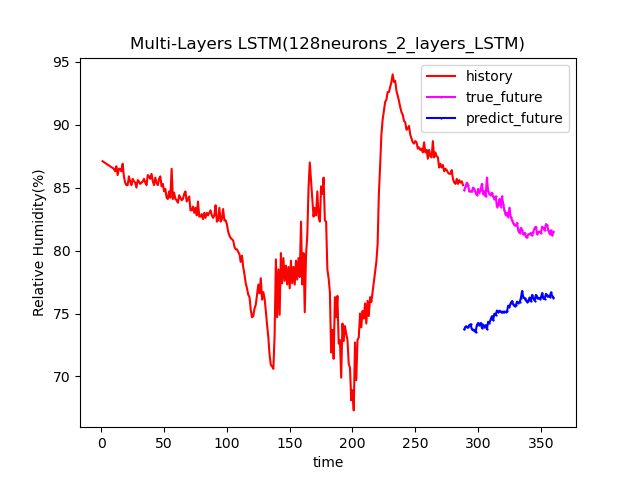 Multi-Layers LSTM(128neurons_2_layers_LSTM)
history
true_future
predict_future
Relative Humidity(%)
95
90
85
80
75
70
0
50
100
150
200
250
300
350
time